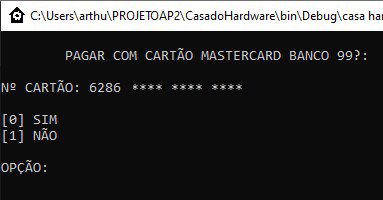 C:\Users\arthu\PROJETOAP2\CasadoHardware\bin\Debug\casa har
PAGAR COM CARTÃO MASTERCARD BANCO 99?:
Nº CARTÃO: 6286 **** **** ****
[0] SIM
[1] NÃO
OPÇÃO: